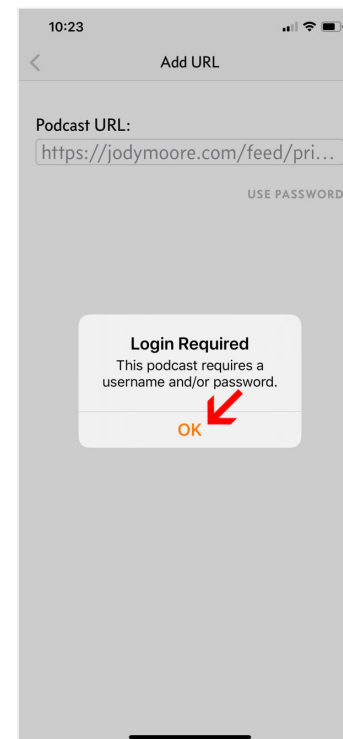 10:23
Add URL
Podcast URL:
https://jodymoore.com/feed/pri...
USE PASSWORD
Login Required
This podcast requires a
username and/or password.
OK